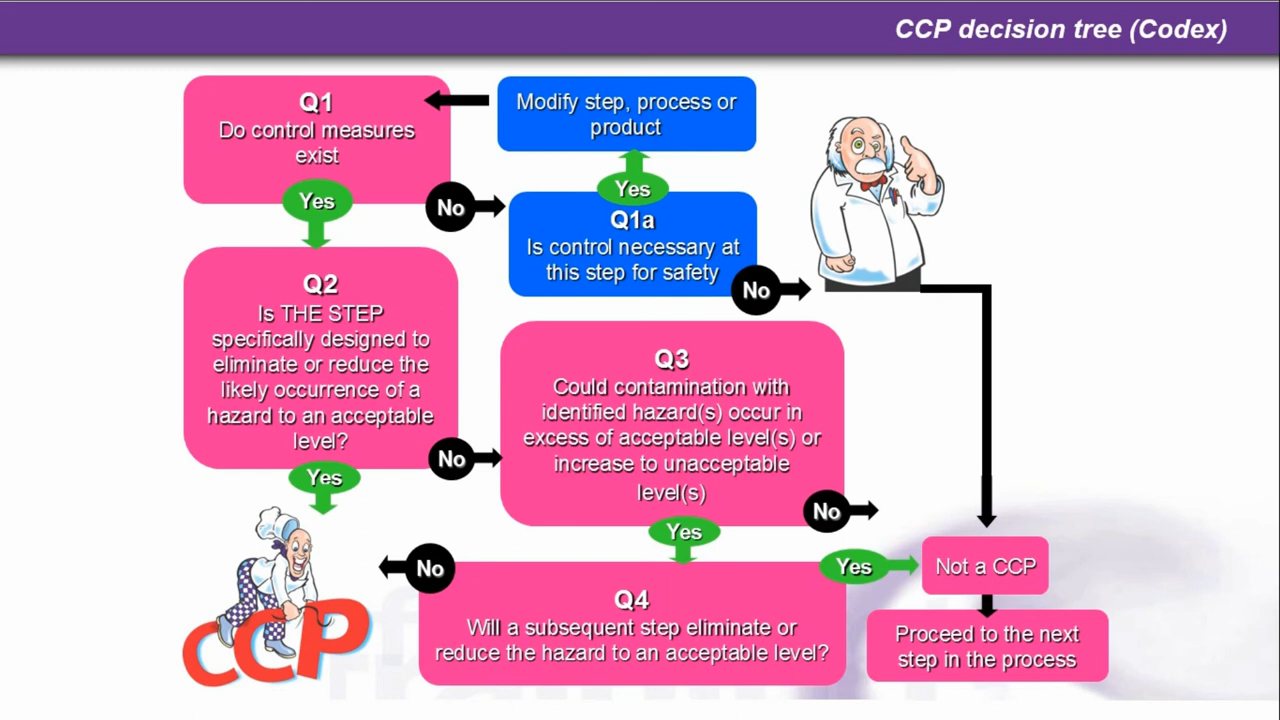 CCP decision tree (Codex)
Q1
Do control measures
exist
Yes
No
Modify step, process or
product
Yes
Q1a
Is control necessary at
this step for safety
No
Q2
Is THE STEP
specifically designed to
eliminate or reduce the
likely occurrence of a
hazard to an acceptable
level?
Yes
No
Q3
Could contamination with
identified hazard(s) occur in
excess of acceptable level(s) or
increase to unacceptable
level(s)
No
Yes
Q4
Will a subsequent step eliminate or
reduce the hazard to an acceptable level?
No
Yes
CCP
Not a CCP
Proceed to the next
step in the process